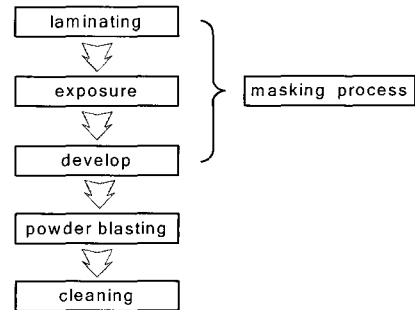 laminating
exposure
masking process
develop
powder blasting
cleaning